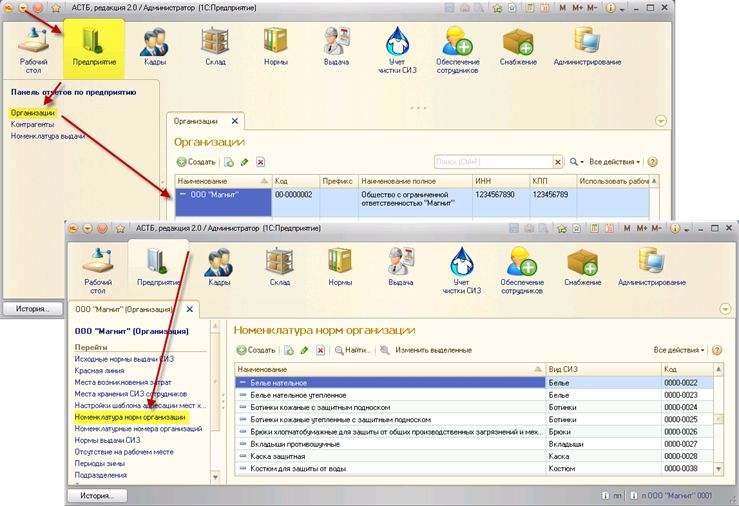 АСТБ, редакция 2.0 / Администратор (1С:Предприятие)
M M+ M-
Рабочий стол
Предприятие
Кадры
Склад
Нормы
Выдача
Учет чистки СИЗ
Обеспечение сотрудников
Снабжение
Администрирование
Панель отчетов по предприятию
Организации
Контрагенты
Номенклатура выдачи
Организации
Организации
Создать
Поиск (Ctrl+F)
Все действия
Наименование Код Префикс Наименование полное ИНН КПП Использовать рабоч
ООО "Магнит" 00-0000002 Общество с ограниченной 1234567890 123456789
ответственностью "Магнит"
История...
АСТБ, редакция 2.0 / Администратор (1С:Предприятие)
M M+ M-
Рабочий стол
Предприятие
Кадры
Склад
Нормы
Выдача
Учет чистки СИЗ
Обеспечение сотрудников
Снабжение
Администрирование
ООО "Магнит" (Организация)
ООО "Магнит" (Организация)
Перейти
Исходные нормы выдачи СИЗ
Красная линия
Места возникновения затрат
Места хранения СИЗ сотрудников
Настройки шаблона адресации мест х...
Номенклатура норм организации
Номенклатурные номера организаций
Нормы выдачи СИЗ
Отсутствие на рабочем месте
Периоды зимы
Подразделения
Номенклатура норм организации
Создать
Найти...
Изменить выделенные
Все действия
Наименование Вид СИЗ Код
Белье нательное Белье 0000-0022
Белье нательное утепленное Белье 0000-0023
Ботинки кожаные с защитным подноском Ботинки 0000-0024
Ботинки кожаные утепленные с защитным подноском Ботинки 0000-0025
Брюки хлопчатобумажные для защиты от общих производственных загрязнений и мех... Брюки 0000-0026
Вкладыши противошумные Вкладыши 0000-0027
Каска защитная Каска 0000-0028
Костюм для защиты от воды Костюм 0000-0038
История...
пп
п ООО "Магнит" 0001